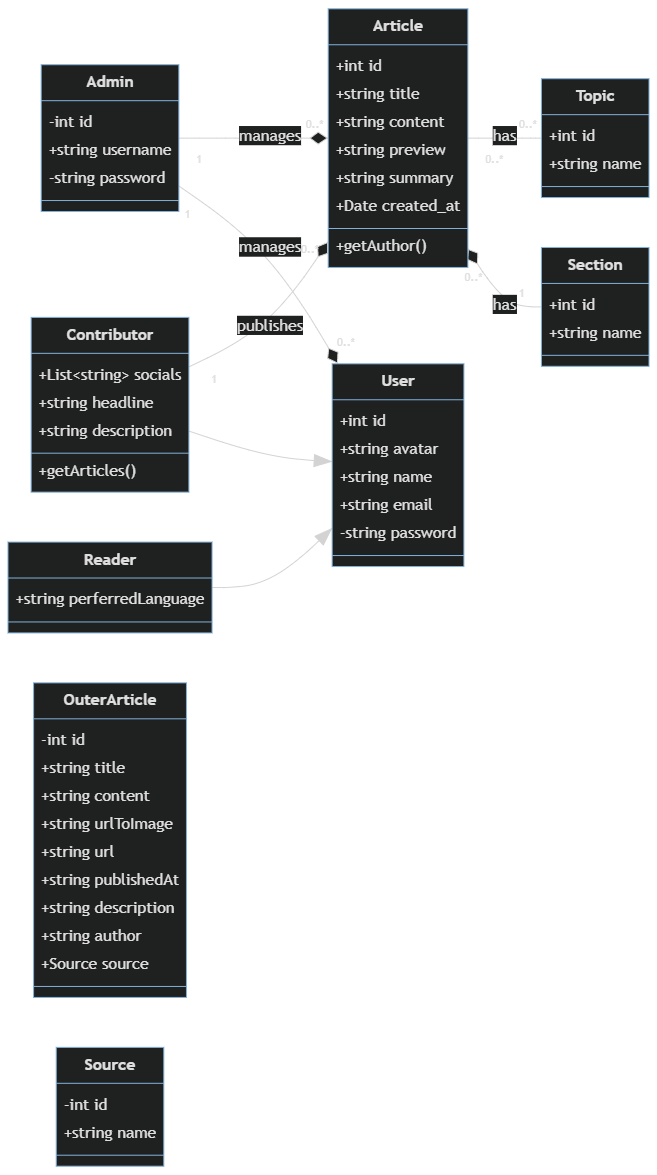 Article
+int id
+string title
+string content
+string preview
+string summary
+Date created_at
+getAuthor()
Admin
-int id
+string username
-string password
Topic
+int id
+string name
manages
0..*
1
has
0..*
0..*
Section
+int id
+string name
has
0..*
1
manages
1
0..*
publishes
0..*
1
Contributor
+List<string> socials
+string headline
+string description
+getArticles()
User
+int id
+string avatar
+string name
+string email
-string password
Reader
+string perferredLanguage
OuterArticle
-int id
+string title
+string content
+string urlToImage
+string url
+string publishedAt
+string description
+string author
+Source source
Source
-int id
+string name